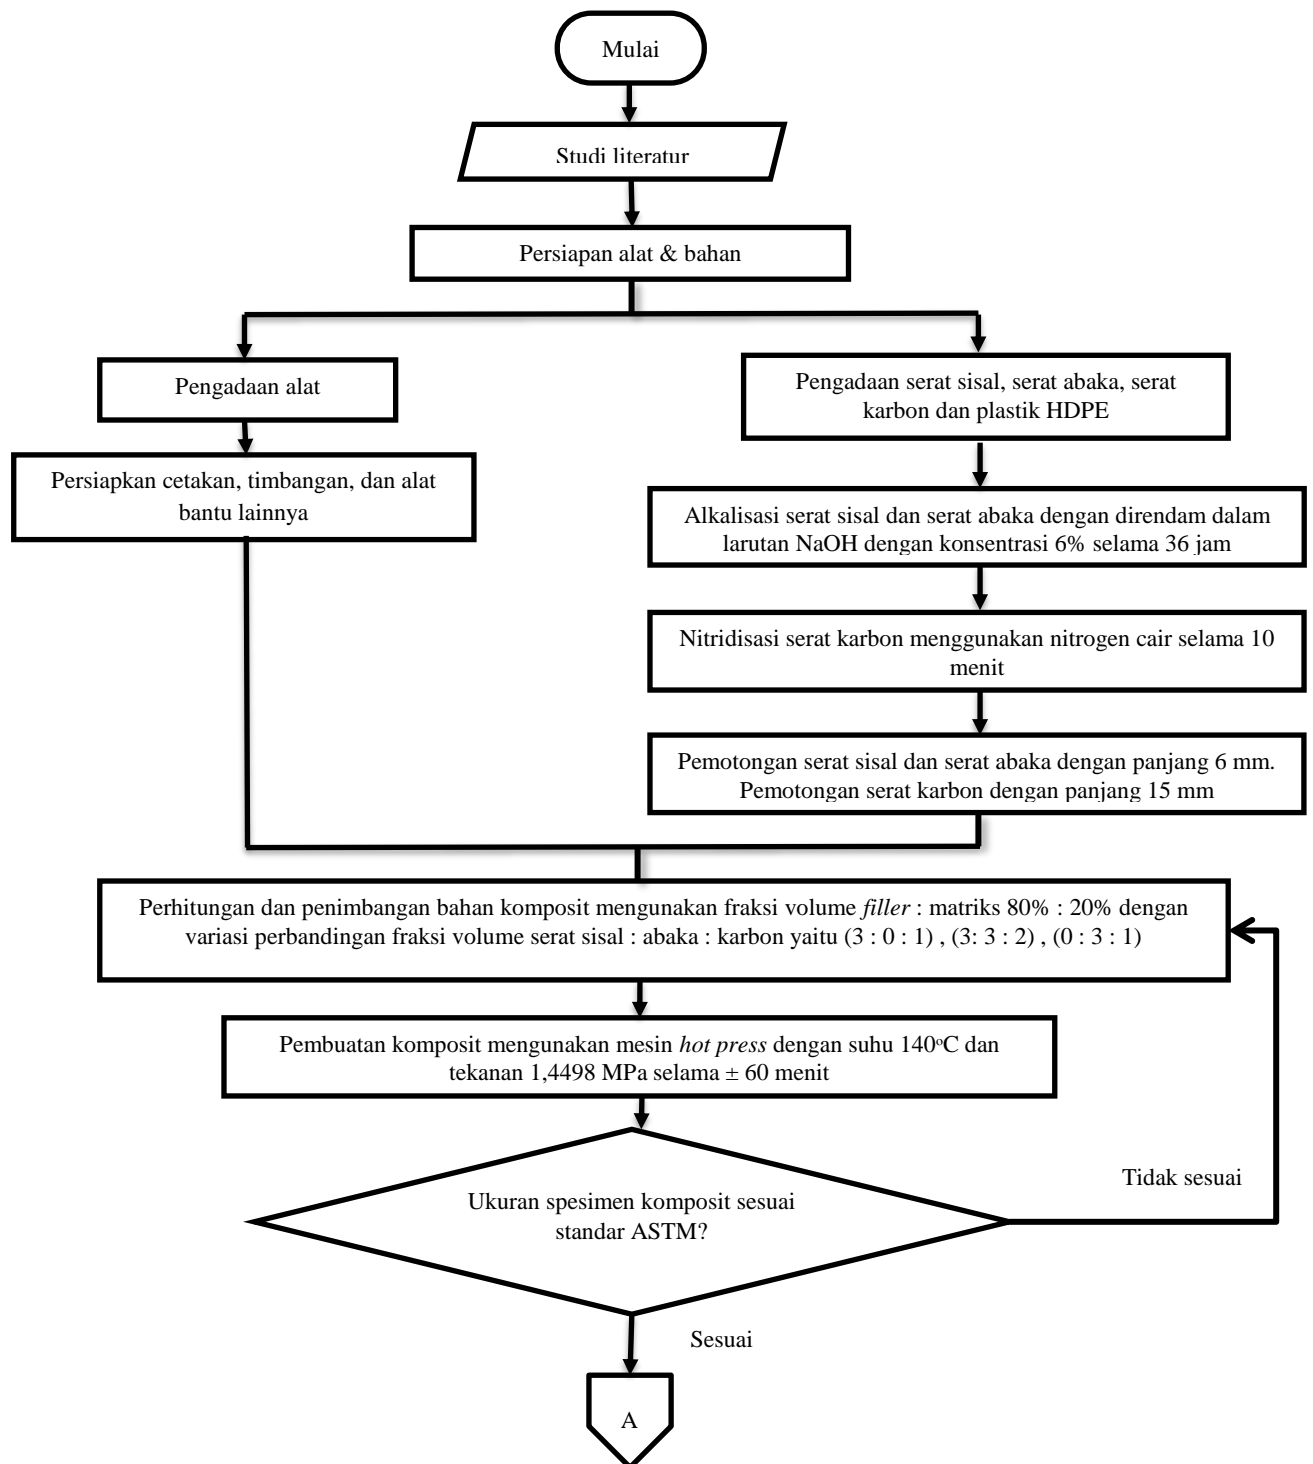 Mulai
Studi literatur
Persiapan alat & bahan
Pengadaan alat
Pengadaan serat sisal, serat abaka, serat
karbon dan plastik HDPE
Persiapkan cetakan, timbangan, dan alat
bantu lainnya
Alkalisasi serat sisal dan serat abaka dengan direndam dalam
larutan NaOH dengan konsentrasi 6% selama 36 jam
Nitridisasi serat karbon menggunakan nitrogen cair selama 10
menit
Pemotongan serat sisal dan serat abaka dengan panjang 6 mm.
Pemotongan serat karbon dengan panjang 15 mm
Perhitungan dan penimbangan bahan komposit mengunakan fraksi volume filler : matriks 80% : 20% dengan
variasi perbandingan fraksi volume serat sisal : abaka : karbon yaitu (3 : 0 : 1) , (3: 3 : 2) , (0 : 3 : 1)
Pembuatan komposit mengunakan mesin hot press dengan suhu 140°C dan
tekanan 1,4498 MPa selama ± 60 menit
Ukuran spesimen komposit sesuai
standar ASTM?
Tidak sesuai
Sesuai
A